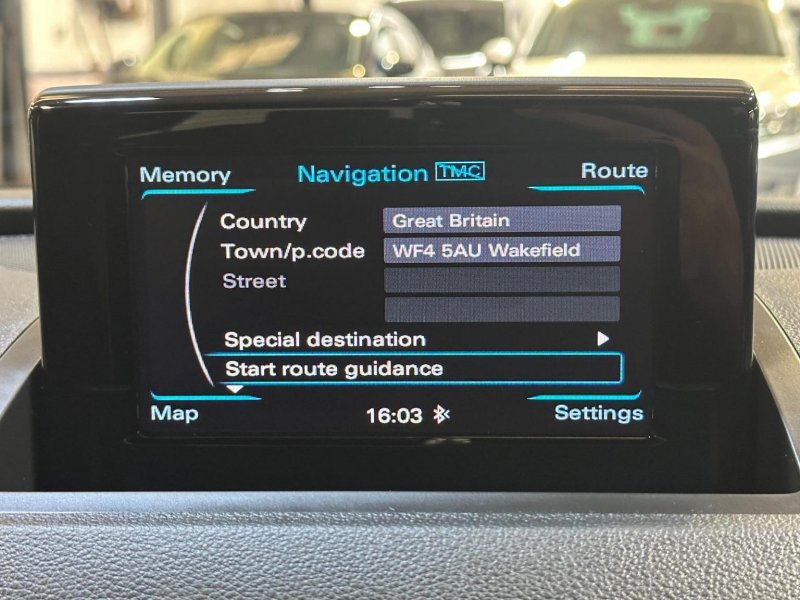 Memory Navigation TMC Route
Country Great Britain
Town/p.code WF4 5AU Wakefield
Street
Special destination
Start route guidance
Map 16:03 Settings